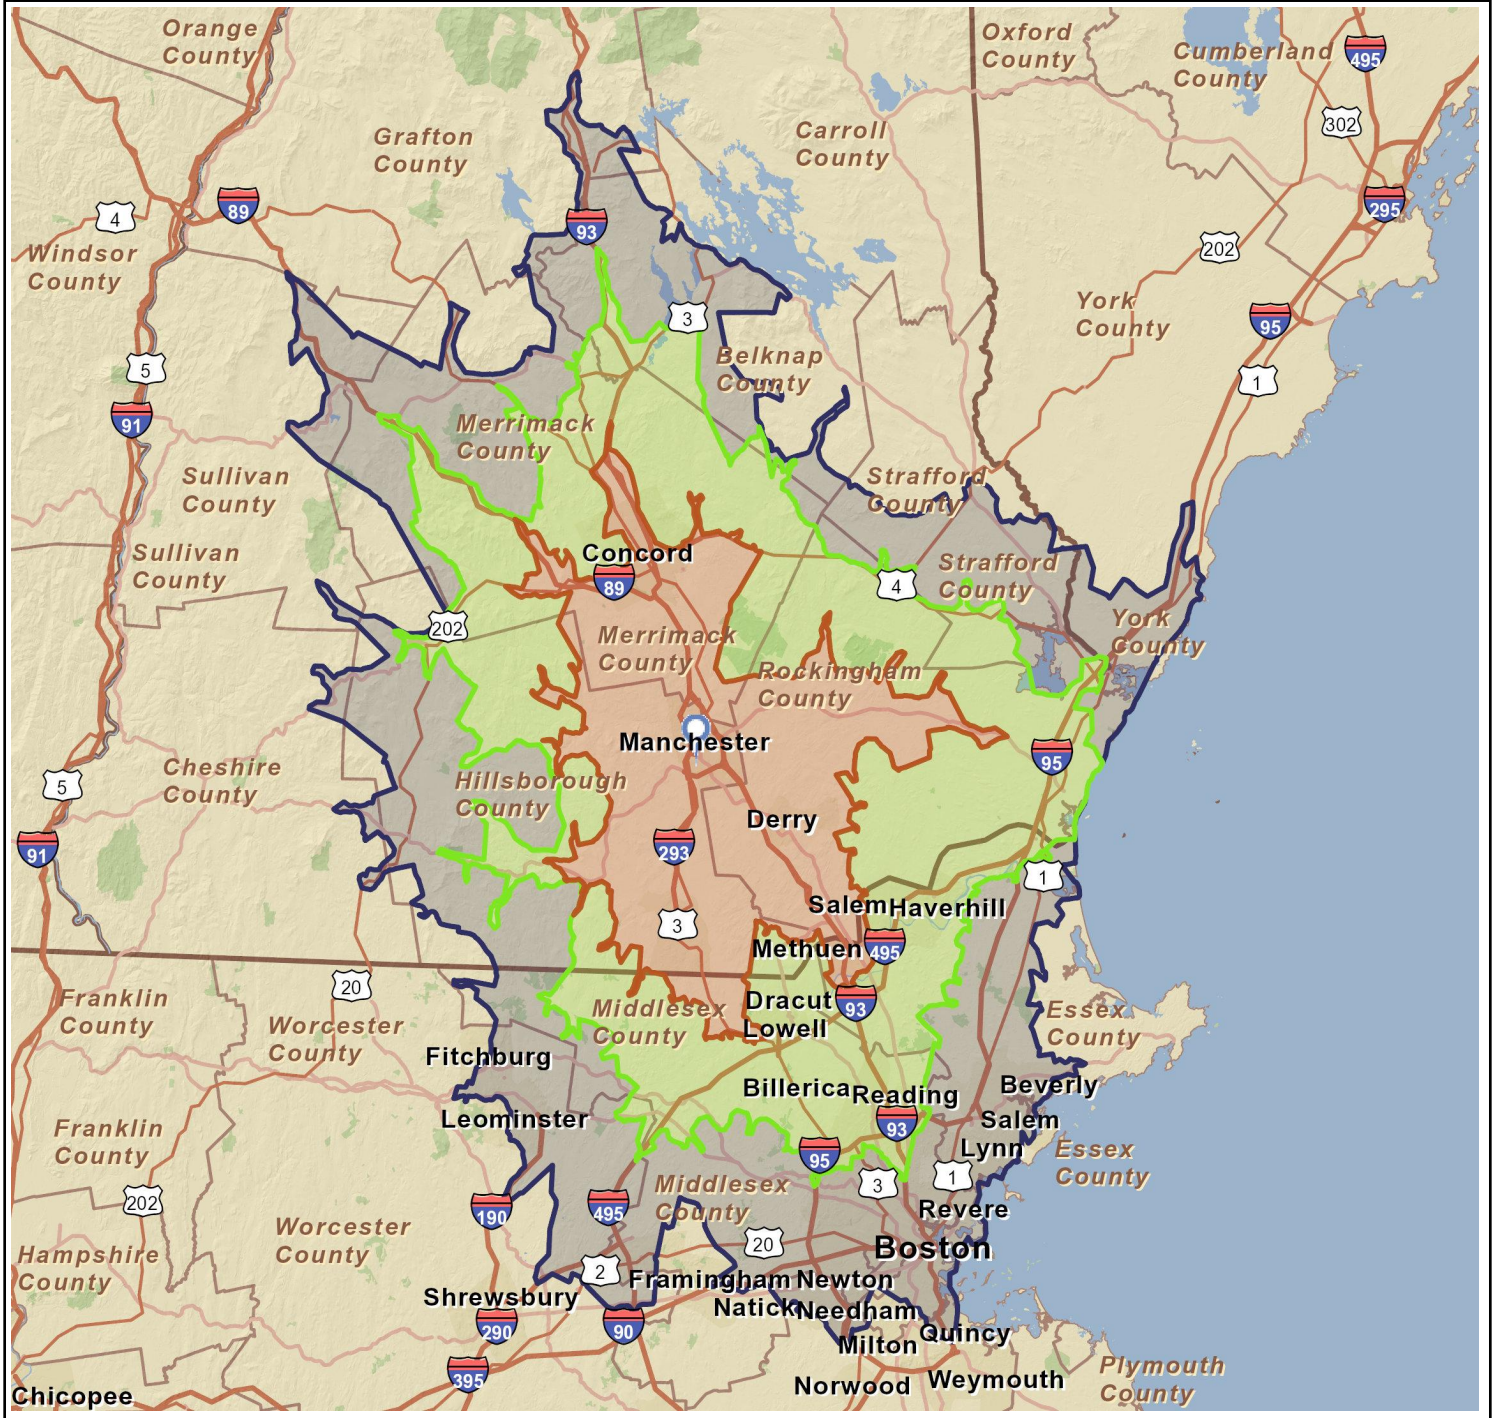 Orange
County
Oxford
County
Cumberland
County
495
302
Grafton
County
Carroll
County
4
89
93
295
202
Windsor
County
York
County
95
3
5
Belknap
County
1
91
Merrimack
County
Sullivan
County
Strafford
County
Sullivan
County
Concord
89
4
Strafford
County
202
Merrimack
County
York
County
Rockingham
County
Manchester
95
5
Cheshire
County
Hillsborough
County
Derry
91
293
1
Salem
Haverhill
3
Methuen
495
20
Franklin
County
Dracut
93
Middlesex
County
Essex
County
Worcester
County
Lowell
Fitchburg
Billerica
Reading
Beverly
Leominster
93
Salem
Franklin
County
Lynn
Essex
County
95
3
1
202
Middlesex
County
190
495
Revere
Worcester
County
Hampshire
County
20
Boston
2
Framingham
Newton
Shrewsbury
Natick
Needham
290
90
Quincy
Milton
395
Norwood
Weymouth
Plymouth
County
Chicopee